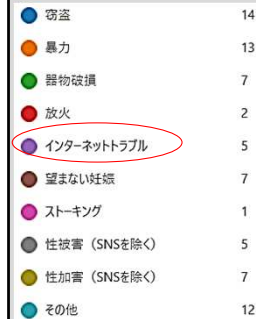 窃盗 14
暴力 13
器物破損 7
放火 2
インターネットトラブル 5
望まない妊娠 7
ストーキング 1
性被害（SNSを除く） 5
性加害（SNSを除く） 7
その他 12